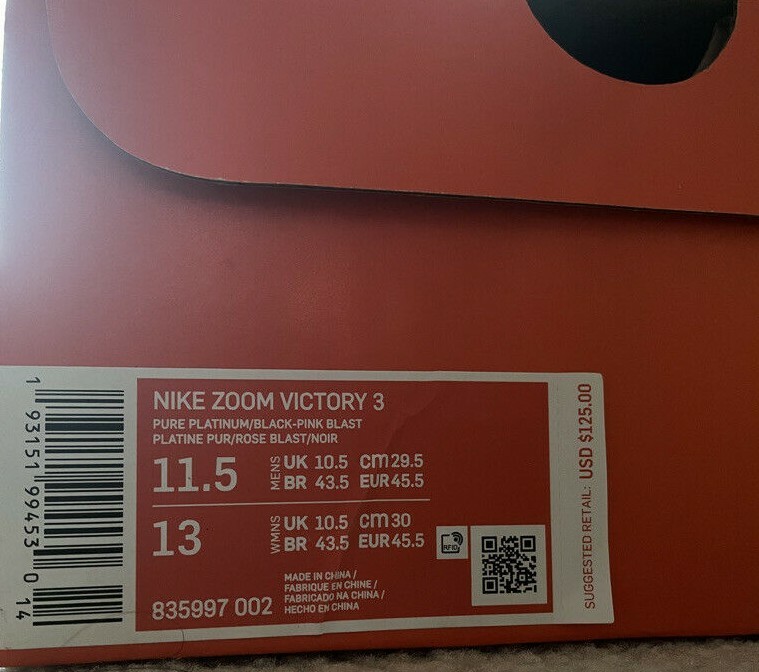 NIKE ZOOM VICTORY 3
PURE PLATINUM/BLACK-PINK BLAST
PLATINE PUR/ROSE BLAST/NOIR
11.5
MENS
UK 10.5 cm 29.5
BR 43.5 EUR 45.5
13
WMNS
UK 10.5 cm 30
BR 43.5 EUR 45.5
RFID
835997 002
MADE IN CHINA /
FABRIQUE EN CHINE /
FABRICADO NA CHINA /
HECHO EN CHINA
1 93151 99453 0 14
SUGGESTED RETAIL: USD $125.00